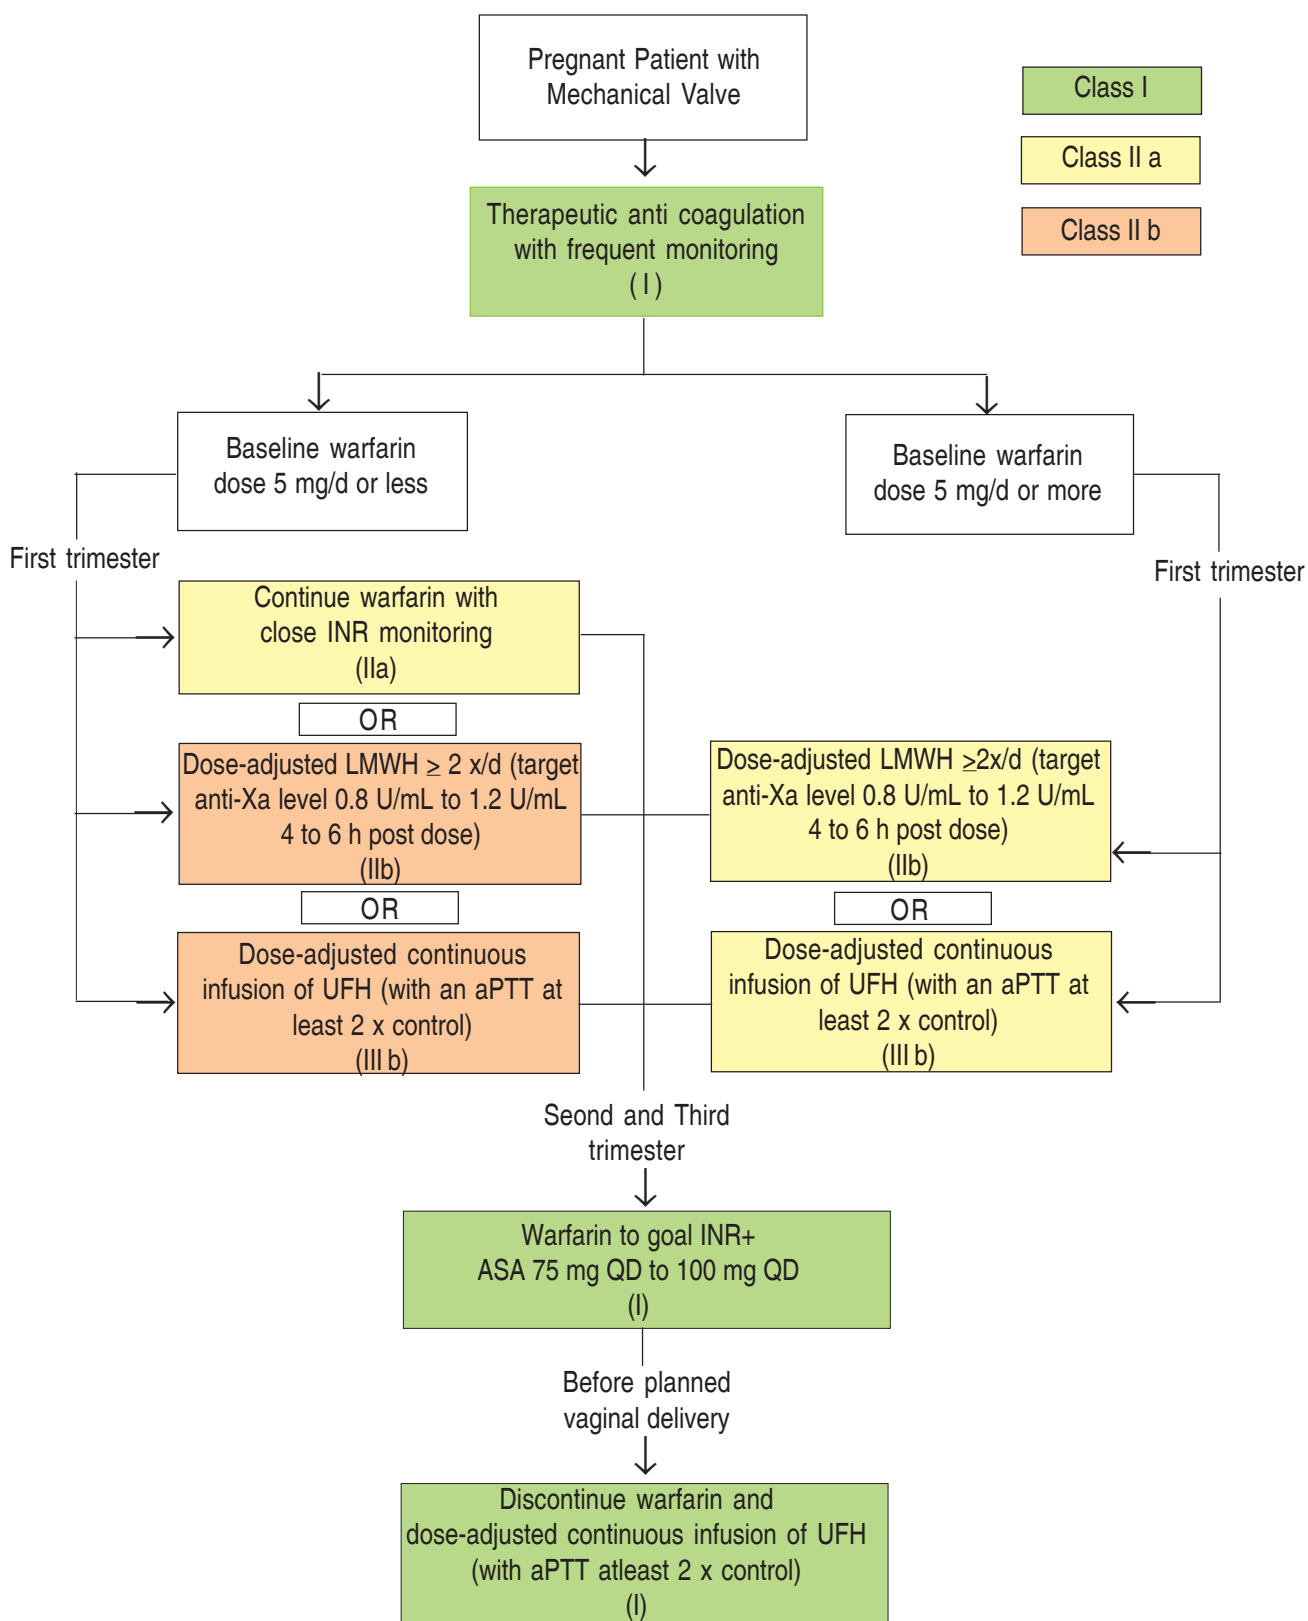 Pregnant Patient with
Mechanical Valve
Class I
Class II a
Class II b
Therapeutic anti coagulation
with frequent monitoring
( I )
Baseline warfarin
dose 5 mg/d or less
Baseline warfarin
dose 5 mg/d or more
First trimester
First trimester
Continue warfarin with
close INR monitoring
(IIa)
OR
Dose-adjusted LMWH ≥ 2 x/d (target
anti-Xa level 0.8 U/mL to 1.2 U/mL
4 to 6 h post dose)
(IIb)
OR
Dose-adjusted continuous
infusion of UFH (with an aPTT at
least 2 x control)
(III b)
Dose-adjusted LMWH ≥2x/d (target
anti-Xa level 0.8 U/mL to 1.2 U/mL
4 to 6 h post dose)
(IIb)
OR
Dose-adjusted continuous
infusion of UFH (with an aPTT at
least 2 x control)
(III b)
Seond and Third
trimester
Warfarin to goal INR+
ASA 75 mg QD to 100 mg QD
(I)
Before planned
vaginal delivery
Discontinue warfarin and
dose-adjusted continuous infusion of UFH
(with aPTT atleast 2 x control)
(I)